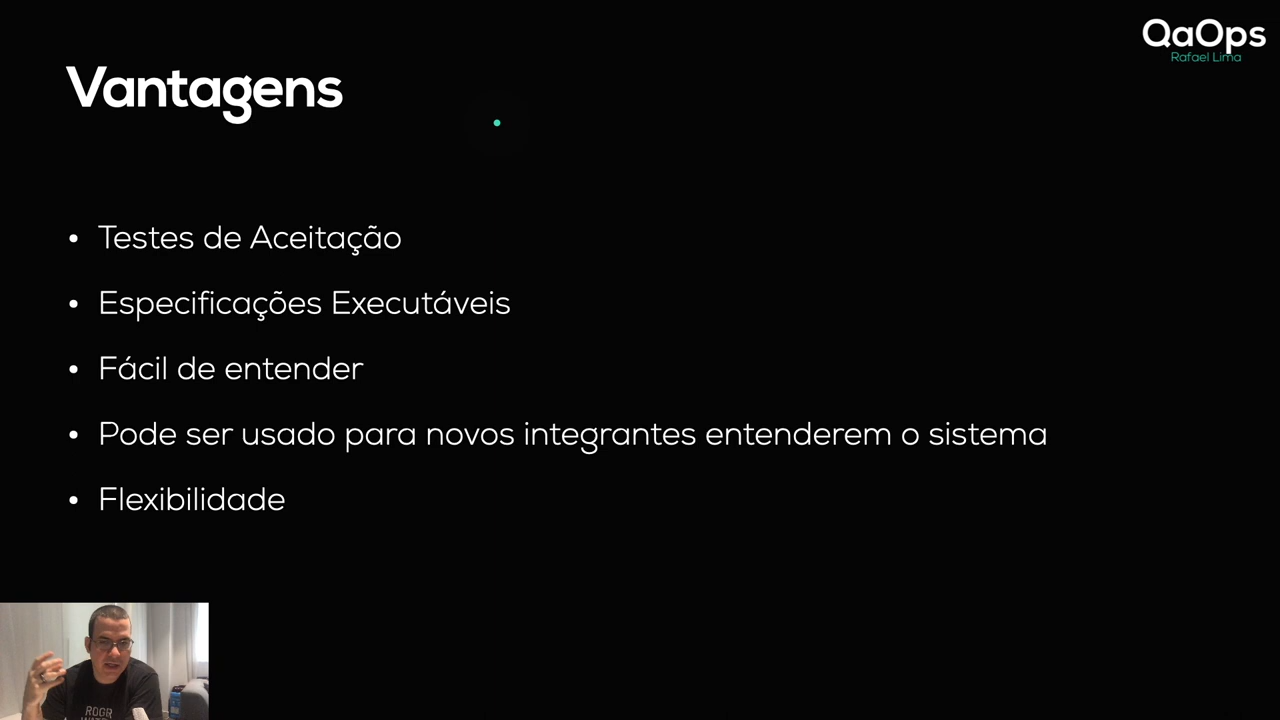 QaOps
Rafael Lima
Vantagens
• Testes de Aceitação
• Especificações Executáveis
• Fácil de entender
• Pode ser usado para novos integrantes entenderem o sistema
• Flexibilidade